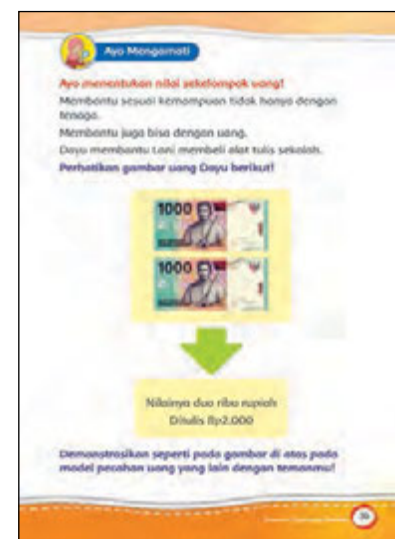 Ayo Mengamati
Ayo menentukan nilai sekelompok uang!
Membantu sesuai kemampuan tidak hanya dengan
tenaga.
Membantu juga bisa dengan uang.
Dayu membantu Lani membeli alat tulis sekolah.
Perhatikan gambar uang Dayu berikut!
1000
1000
Nilainya dua ribu rupiah
Ditulis Rp2.000
Demonstrasikan seperti pada gambar di atas pada
model pecahan uang yang lain dengan temanmu!